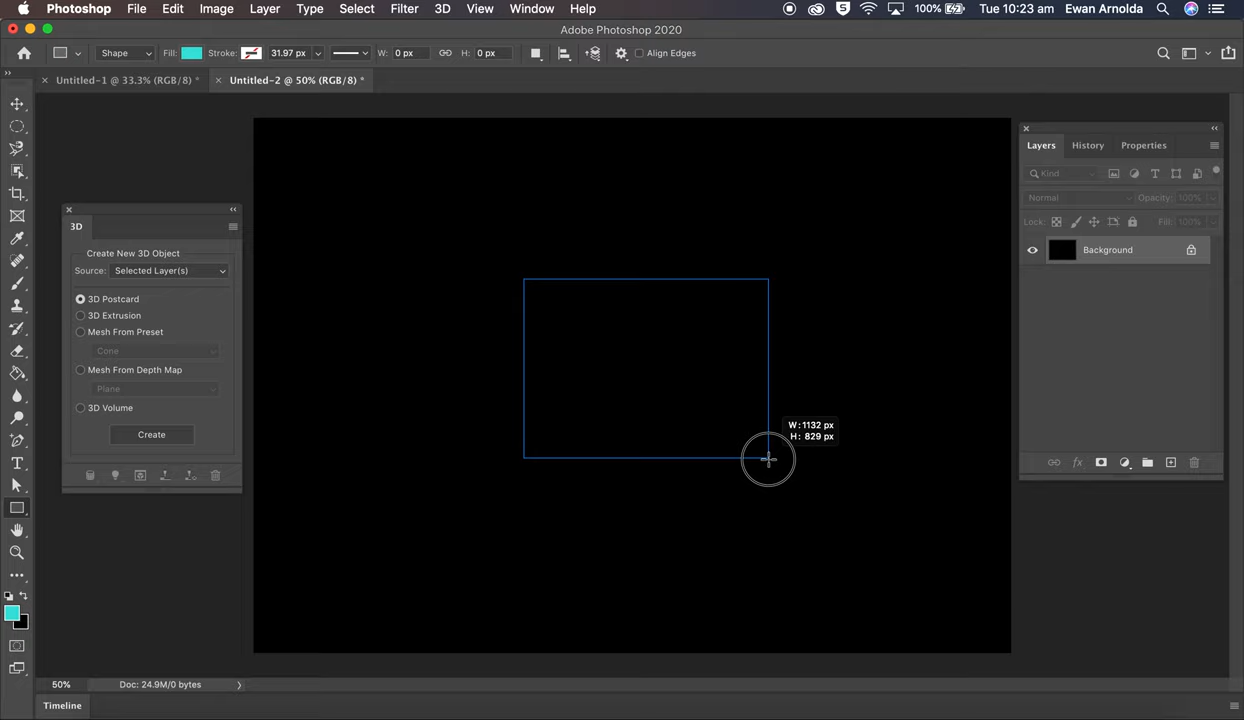 Photoshop File Edit Image Layer Type Select Filter 3D View Window Help 100% Tue 10:23 am Ewan Arnolda
Adobe Photoshop 2020
Shape Fill: Stroke: 31.97 px W: 0 px H: 0 px Align Edges
Untitled-1 @ 33.3% (RGB/8) * Untitled-2 @ 50% (RGB/8) *
Layers History Properties
Kind
Normal Opacity: 100%
Lock: Fill: 100%
Background
3D
Create New 3D Object
Source: Selected Layer(s)
3D Postcard
3D Extrusion
Mesh From Preset
Cone
Mesh From Depth Map
Plane
3D Volume
Create
W: 1132 px
H: 829 px
50% Doc: 24.9M/0 bytes
Timeline